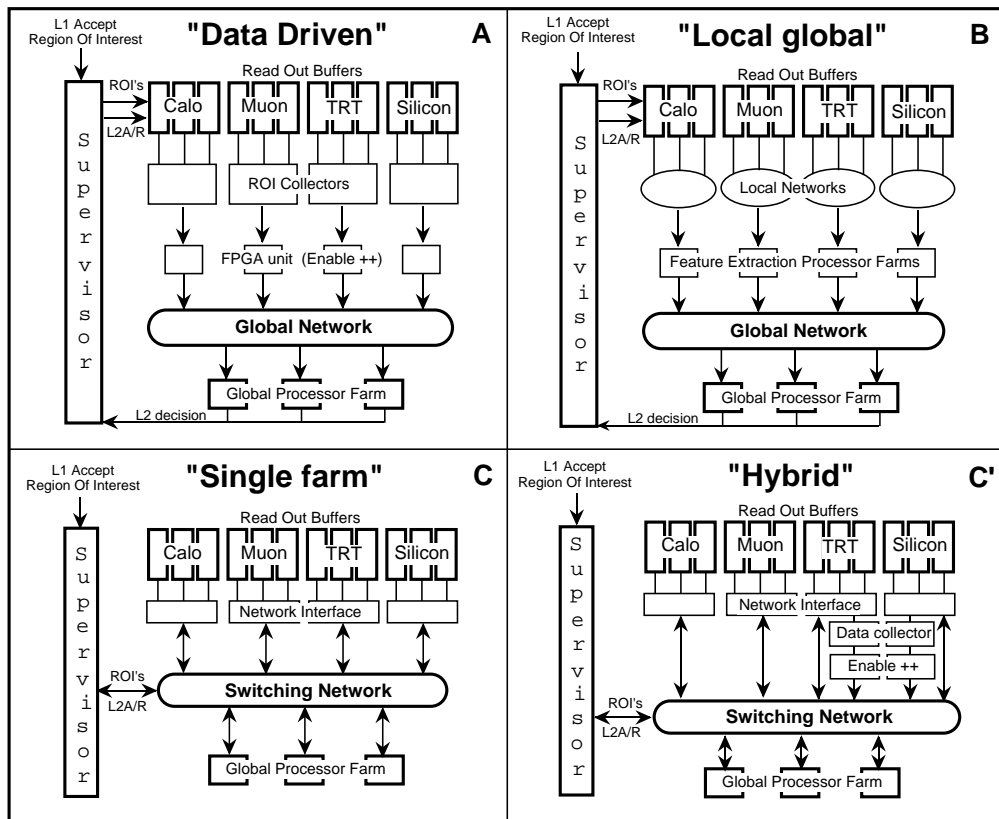 "Data Driven"
A
L1 Accept
Region Of Interest
Read Out Buffers
ROI's
L2A/R
Calo
Muon
TRT
Silicon
Supervisor
ROI Collectors
FPGA unit (Enable ++)
Global Network
Global Processor Farm
L2 decision
"Local global"
B
L1 Accept
Region Of Interest
Read Out Buffers
ROI's
L2A/R
Calo
Muon
TRT
Silicon
Supervisor
Local Networks
Feature Extraction Processor Farms
Global Network
Global Processor Farm
L2 decision
"Single farm"
C
L1 Accept
Region Of Interest
Read Out Buffers
Calo
Muon
TRT
Silicon
Supervisor
Network Interface
ROI's
L2A/R
Switching Network
Global Processor Farm
"Hybrid"
C'
L1 Accept
Region Of Interest
Read Out Buffers
Calo
Muon
TRT
Silicon
Supervisor
Network Interface
Data collector
Enable ++
ROI's
L2A/R
Switching Network
Global Processor Farm